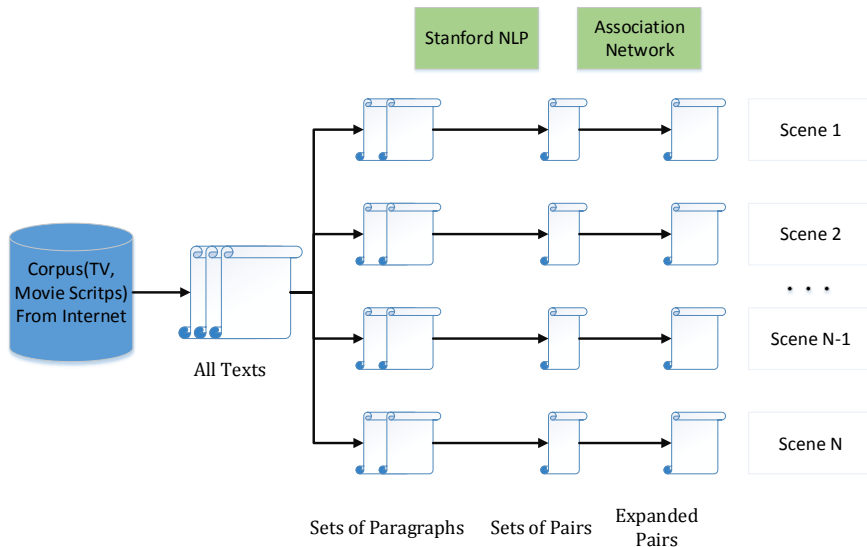 Stanford NLP
Association
Network
Scene 1
Scene 2
Corpus(TV,
Movie Scritps)
From Internet
. . .
Scene N-1
All Texts
Scene N
Sets of Paragraphs
Sets of Pairs
Expanded
Pairs